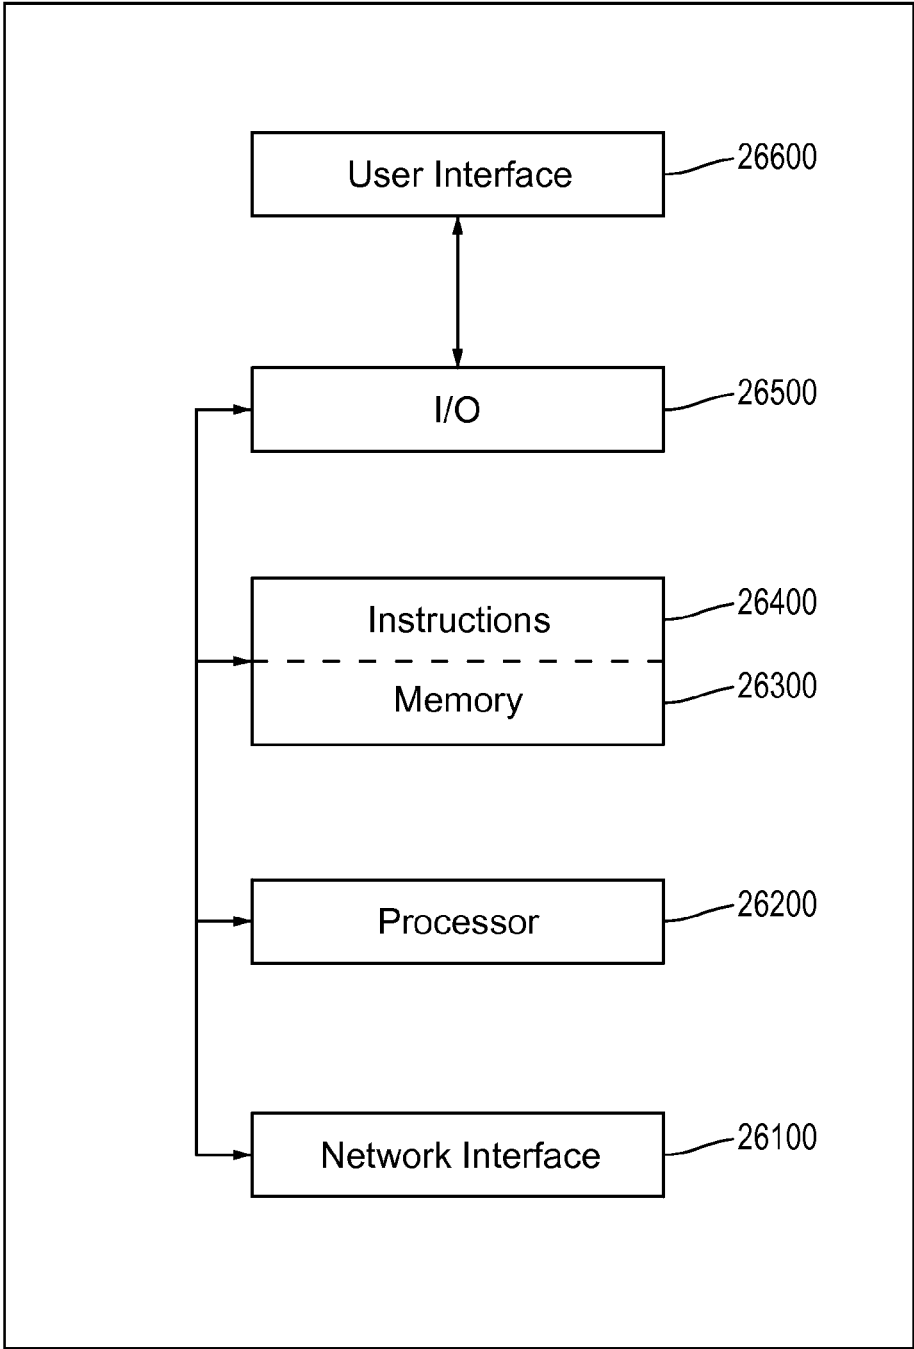 User Interface
26600
I/O
26500
Instructions
26400
Memory
26300
Processor
26200
Network Interface
26100